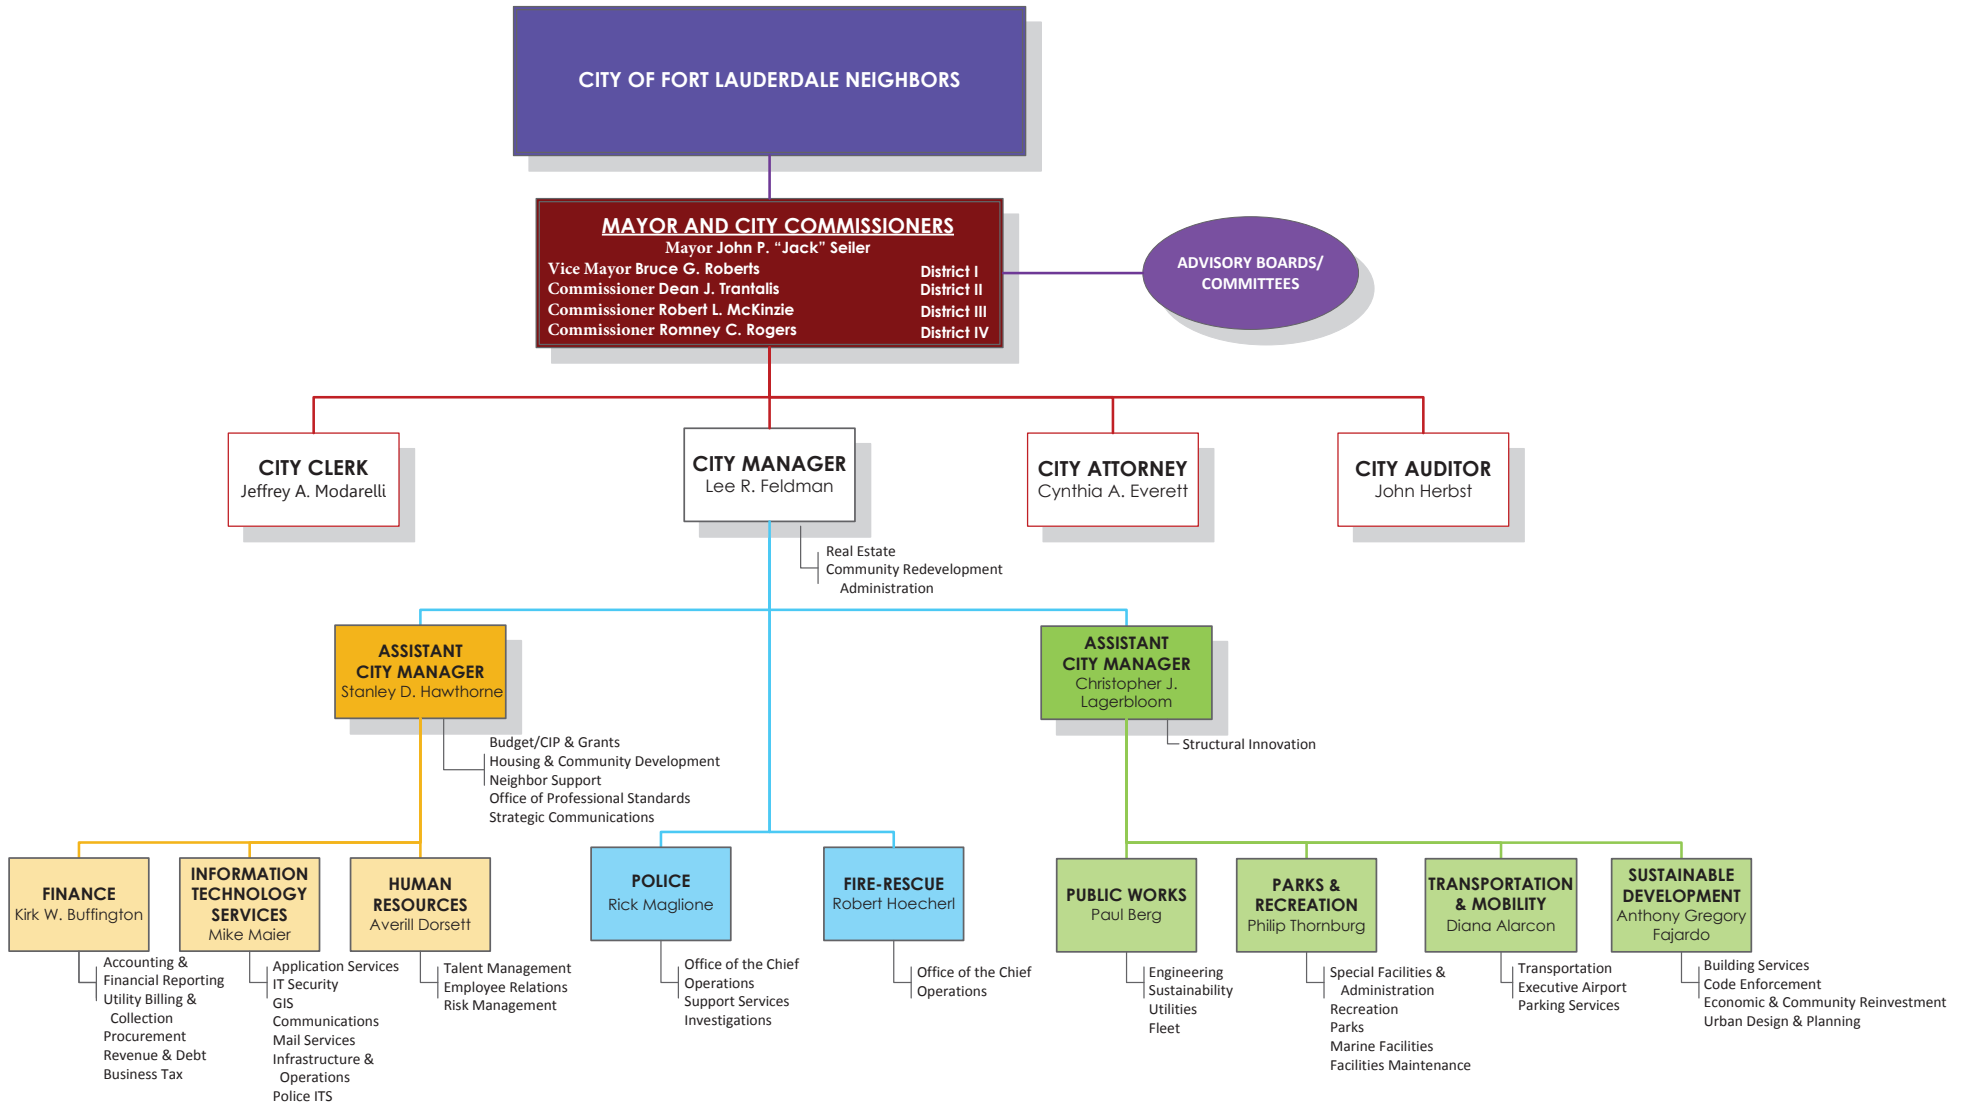 CITY OF FORT LAUDERDALE NEIGHBORS
MAYOR AND CITY COMMISSIONERS
Mayor John P. “Jack” Seiler
Vice Mayor Bruce G. Roberts District I
Commissioner Dean J. Trantalis District II
Commissioner Robert L. McKinzie District III
Commissioner Romney C. Rogers District IV
ADVISORY BOARDS/
COMMITTEES
CITY CLERK
Jeffrey A. Modarelli
CITY MANAGER
Lee R. Feldman
CITY ATTORNEY
Cynthia A. Everett
CITY AUDITOR
John Herbst
Real Estate
Community Redevelopment
Administration
ASSISTANT
CITY MANAGER
Stanley D. Hawthorne
Budget/CIP & Grants
Housing & Community Development
Neighbor Support
Office of Professional Standards
Strategic Communications
ASSISTANT
CITY MANAGER
Christopher J.
Lagerbloom
Structural Innovation
FINANCE
Kirk W. Buffington
Accounting &
Financial Reporting
Utility Billing &
Collection
Procurement
Revenue & Debt
Business Tax
INFORMATION
TECHNOLOGY
SERVICES
Mike Maier
Application Services
IT Security
GIS
Communications
Mail Services
Infrastructure &
Operations
Police ITS
HUMAN
RESOURCES
Averill Dorsett
Talent Management
Employee Relations
Risk Management
POLICE
Rick Maglione
Office of the Chief
Operations
Support Services
Investigations
FIRE-RESCUE
Robert Hoecherl
Office of the Chief
Operations
PUBLIC WORKS
Paul Berg
Engineering
Sustainability
Utilities
Fleet
PARKS &
RECREATION
Philip Thornburg
Special Facilities &
Administration
Recreation
Parks
Marine Facilities
Facilities Maintenance
TRANSPORTATION
& MOBILITY
Diana Alarcon
Transportation
Executive Airport
Parking Services
SUSTAINABLE
DEVELOPMENT
Anthony Gregory
Fajardo
Building Services
Code Enforcement
Economic & Community Reinvestment
Urban Design & Planning